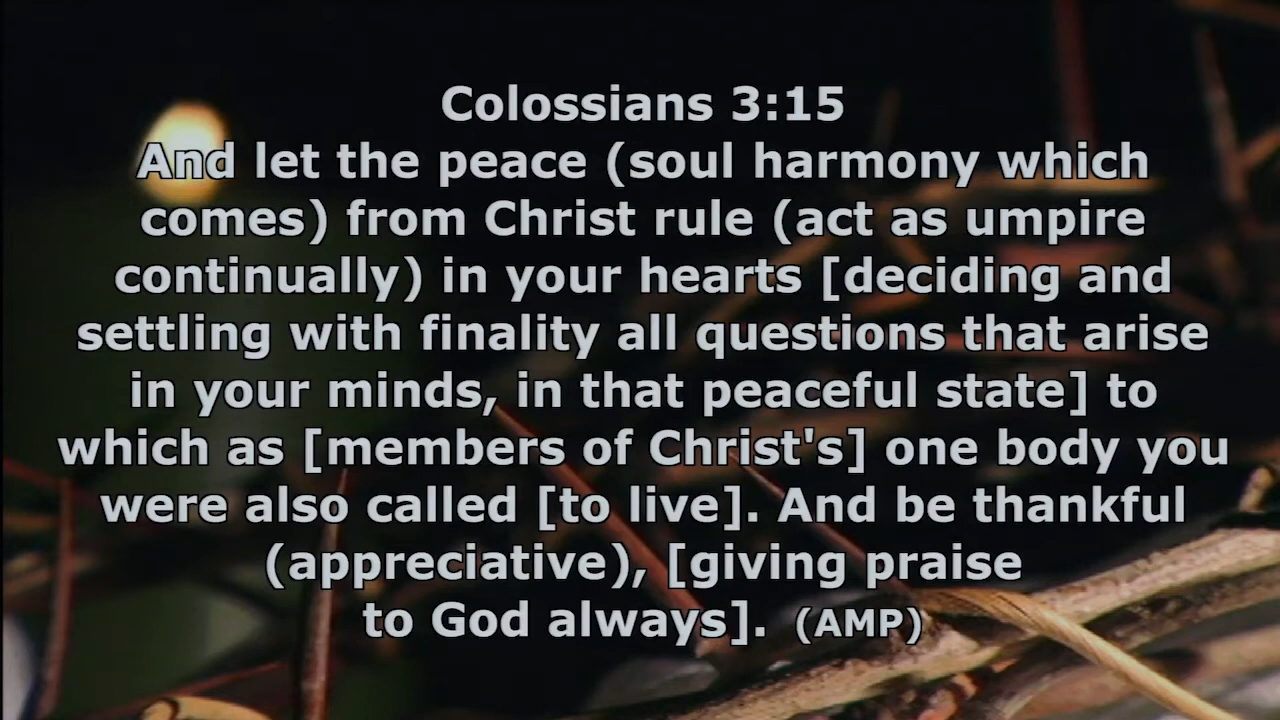 Colossians 3:15
And let the peace (soul harmony which
comes) from Christ rule (act as umpire
continually) in your hearts [deciding and
settling with finality all questions that arise
in your minds, in that peaceful state] to
which as [members of Christ's] one body you
were also called [to live]. And be thankful
(appreciative), [giving praise
to God always]. (AMP)